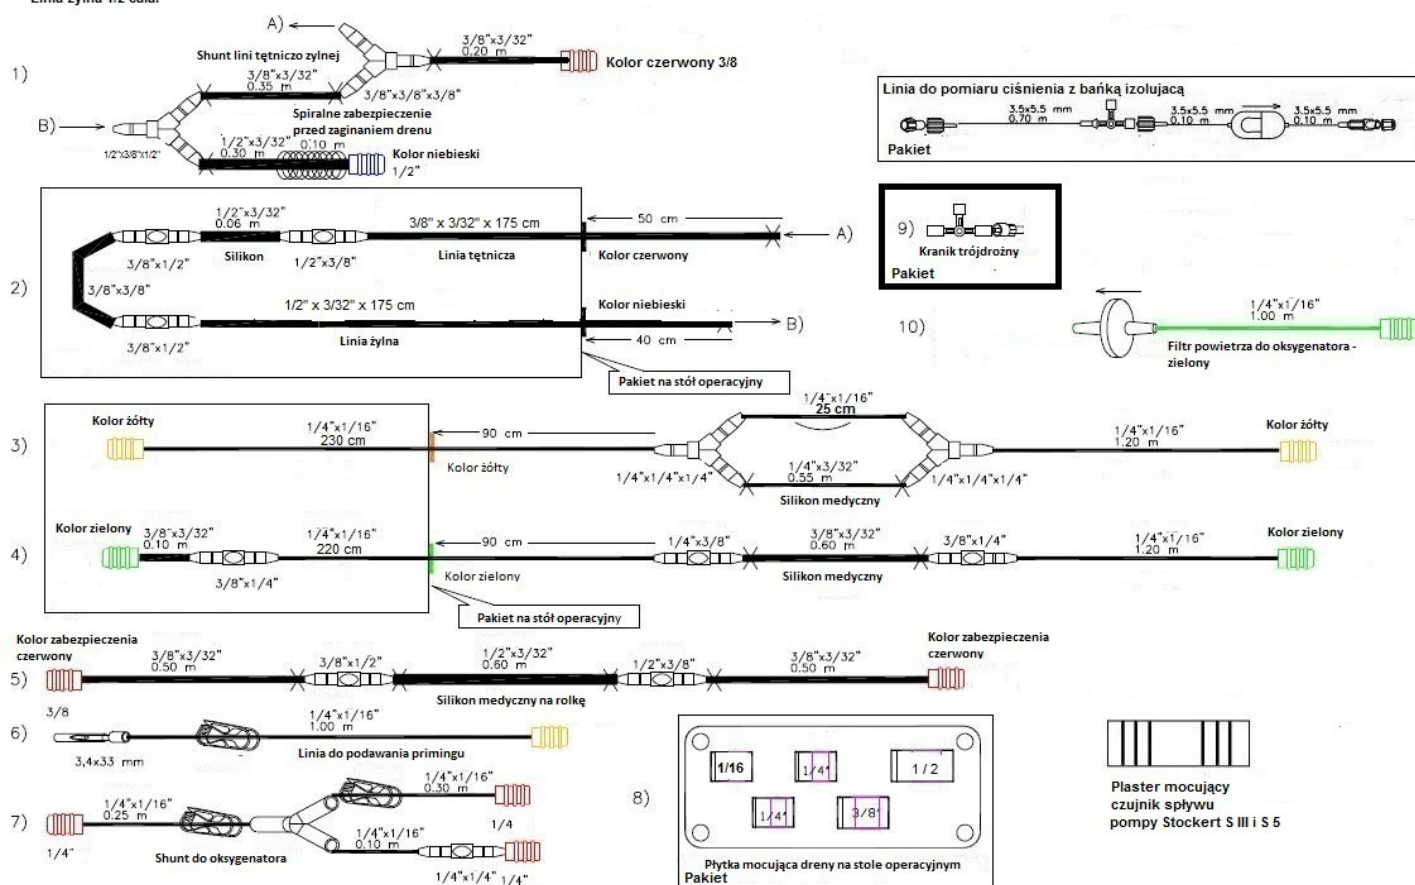 Linia żylna 1/2 cala.
1)
A)
Shunt lini tętniczo zylnej
3/8"x3/32"
0.20 m
Kolor czerwony 3/8
3/8"x3/32"
0.35 m
3/8"x3/8"x3/8"
B)
Spiralne zabezpieczenie
przed zaginaniem drenu
1/2"x3/8"x1/2"
1/2"x3/32"
0.30 m
0.10 m
Kolor niebieski
1/2"
Linia do pomiaru ciśnienia z bańką izolujacą
3.5x5.5 mm
0.70 m
3.5x5.5 mm
0.10 m
3.5x5.5 mm
0.10 m
Pakiet
2)
1/2"x3/32"
0.06 m
3/8" x 3/32" x 175 cm
50 cm
A)
3/8"x1/2"
Silikon
1/2"x3/8"
Linia tętnicza
Kolor czerwony
3/8"x3/8"
1/2" x 3/32" x 175 cm
Kolor niebieski
B)
3/8"x1/2"
Linia żylna
40 cm
Pakiet na stół operacyjny
9)
Kranik trójdrożny
Pakiet
10)
1/4"x1/16"
1.00 m
Filtr powietrza do oksygenatora -
zielony
3)
Kolor żółty
1/4"x1/16"
230 cm
90 cm
Kolor żółty
1/4"x1/16"
25 cm
1/4"x1/4"x1/4"
1/4"x3/32"
0.55 m
Silikon medyczny
1/4"x1/4"x1/4"
1/4"x1/16"
1.20 m
Kolor żółty
4)
Kolor zielony
3/8"x3/32"
0.10 m
3/8"x1/4"
1/4"x1/16"
220 cm
90 cm
Kolor zielony
1/4"x3/8"
3/8"x3/32"
0.60 m
Silikon medyczny
3/8"x1/4"
1/4"x1/16"
1.20 m
Kolor zielony
Pakiet na stół operacyjny
5)
Kolor zabezpieczenia
czerwony
3/8"x3/32"
0.50 m
3/8"x1/2"
1/2"x3/32"
0.60 m
Silikon medyczny na rolkę
1/2"x3/8"
3/8"x3/32"
0.50 m
Kolor zabezpieczenia
czerwony
3/8
6)
3,4x33 mm
1/4"x1/16"
1.00 m
Linia do podawania primingu
7)
1/4"x1/16"
0.25 m
1/4"
Shunt do oksygenatora
1/4"x1/16"
0.30 m
1/4
1/4"x1/16"
0.10 m
1/4"x1/4"
1/4"
8)
1/16
1/4"
1/2
1/4"
3/8"
Płytka mocująca dreny na stole operacyjnym
Pakiet
Plaster mocujący
czujnik spływu
pompy Stockert S III i S 5